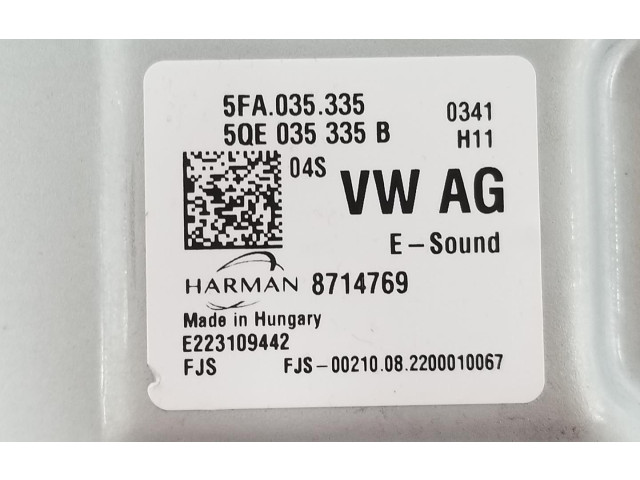 5FA.035.335 0341
5QE 035 335 B H11
04S VW AG
E-Sound
HARMAN 8714769
Made in Hungary
E223109442
FJS FJS-00210.08.2200010067